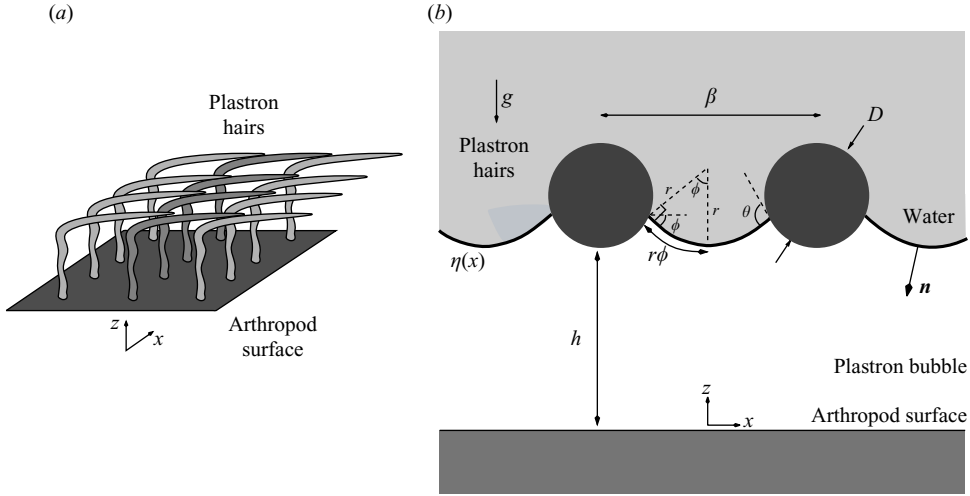 (a)
Plastron
hairs
z
x
Arthropod
surface
(b)
g
β
D
Plastron
hairs
r
ϕ
r
ϕ
θ
Water
η(x)
rϕ
n
h
Plastron bubble
z
x
Arthropod surface